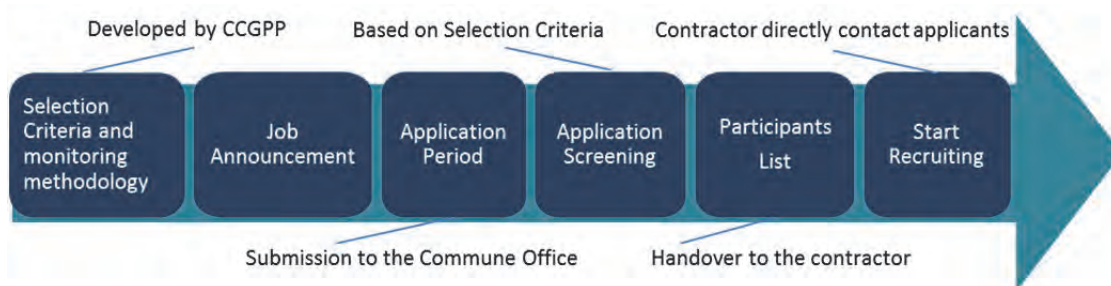 Developed by CCGPP
Based on Selection Criteria
Contractor directly contact applicants
Selection
Criteria and
monitoring
methodology
Job
Announcement
Application
Period
Application
Screening
Participants
List
Start
Recruiting
Submission to the Commune Office
Handover to the contractor